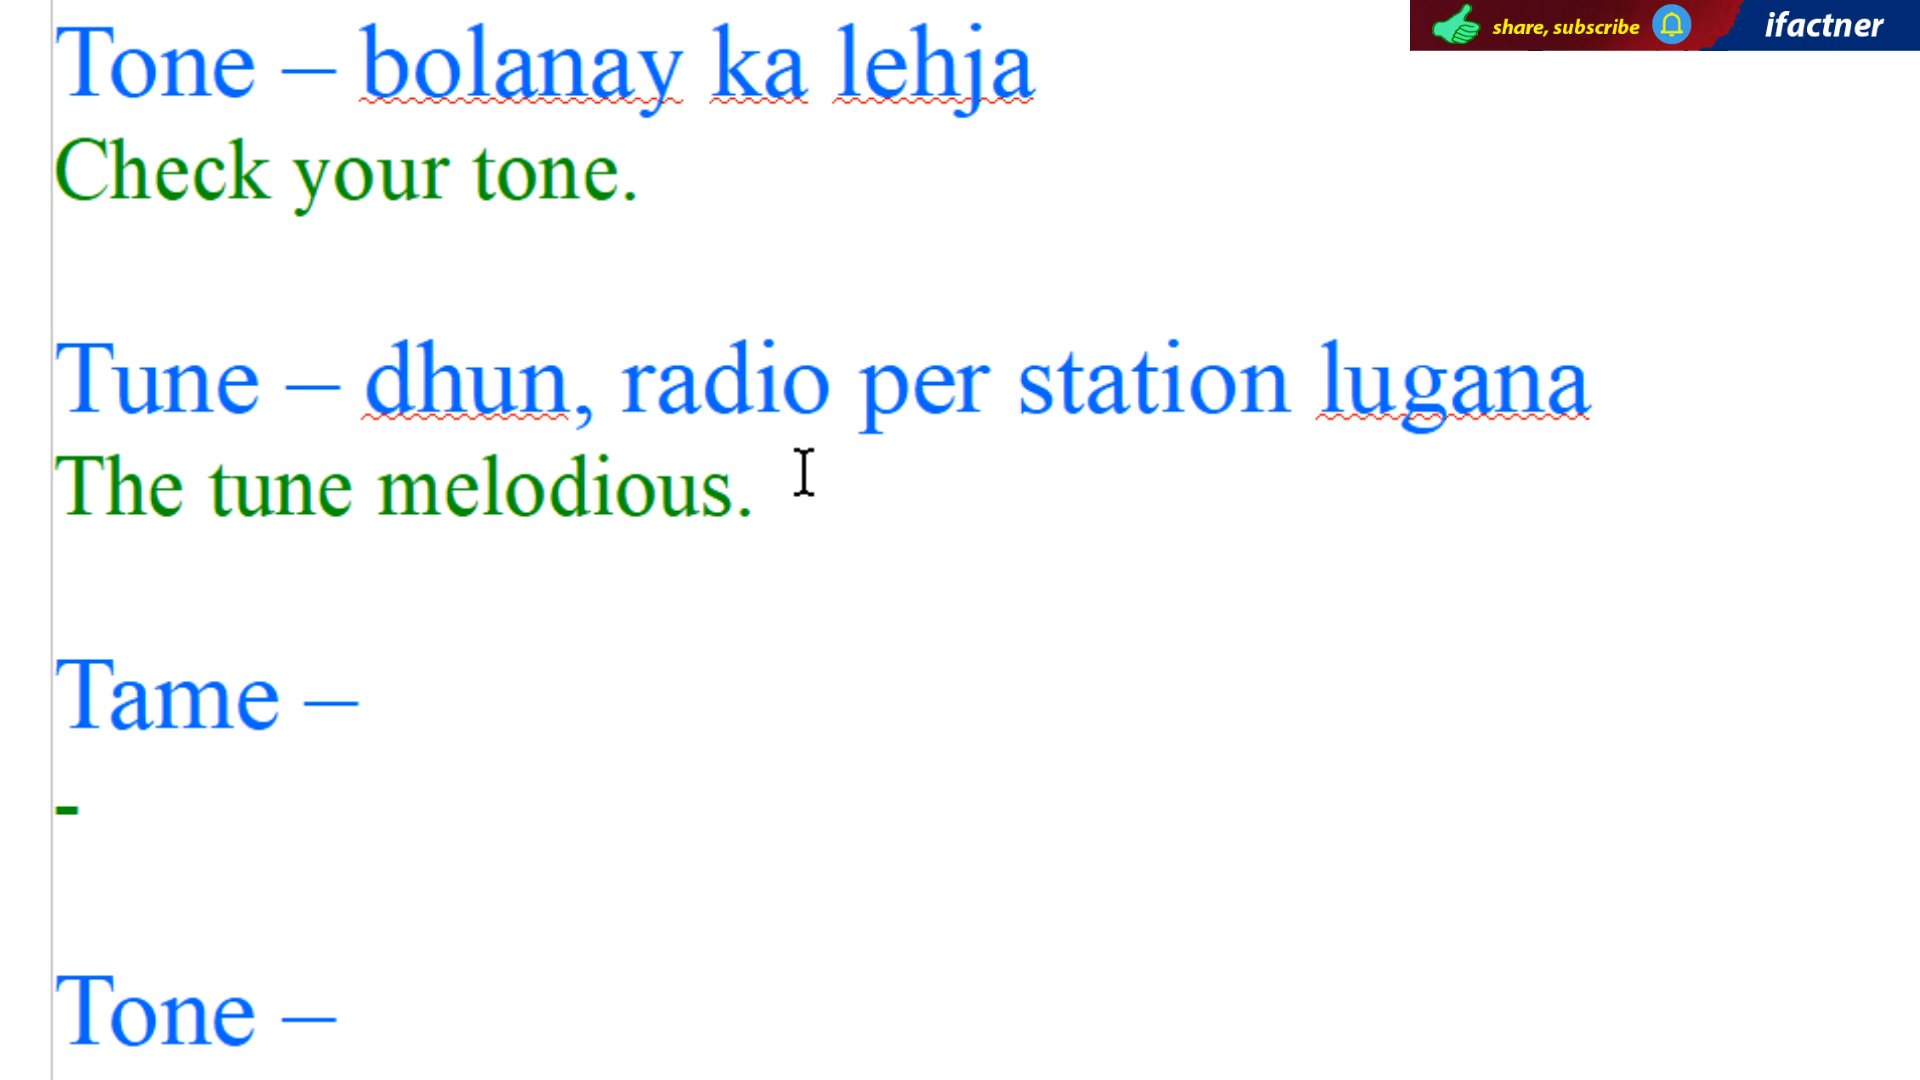 share, subscribe ifactner
Tone – bolanay ka lehja
Check your tone.
Tune – dhun, radio per station lugana
The tune melodious.
Tame –
-
Tone –